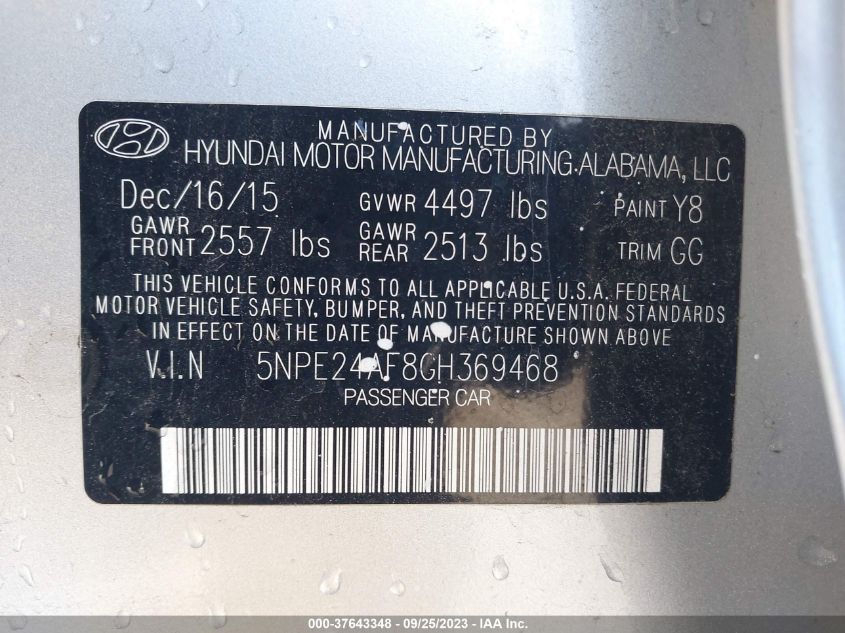 MANUFACTURED BY
HYUNDAI MOTOR MANUFACTURING ALABAMA, LLC
Dec/16/15 GVWR 4497 lbs PAINT Y8
GAWR FRONT 2557 lbs GAWR REAR 2513 lbs TRIM GG
THIS VEHICLE CONFORMS TO ALL APPLICABLE U.S.A. FEDERAL
MOTOR VEHICLE SAFETY, BUMPER, AND THEFT PREVENTION STANDARDS
IN EFFECT ON THE DATE OF MANUFACTURE SHOWN ABOVE
V.I.N 5NPE24AF8GH369468
PASSENGER CAR
000-37643348 - 09/25/2023 - IAA Inc.